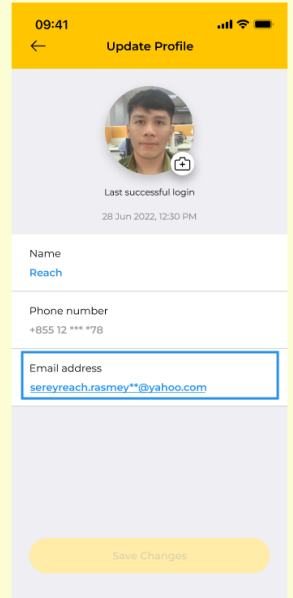 09:41
Update Profile
Last successful login
28 Jun 2022, 12:30 PM
Name
Reach
Phone number
+855 12 *** *78
Email address
sereyreach.rasmey**@yahoo.com
Save Changes